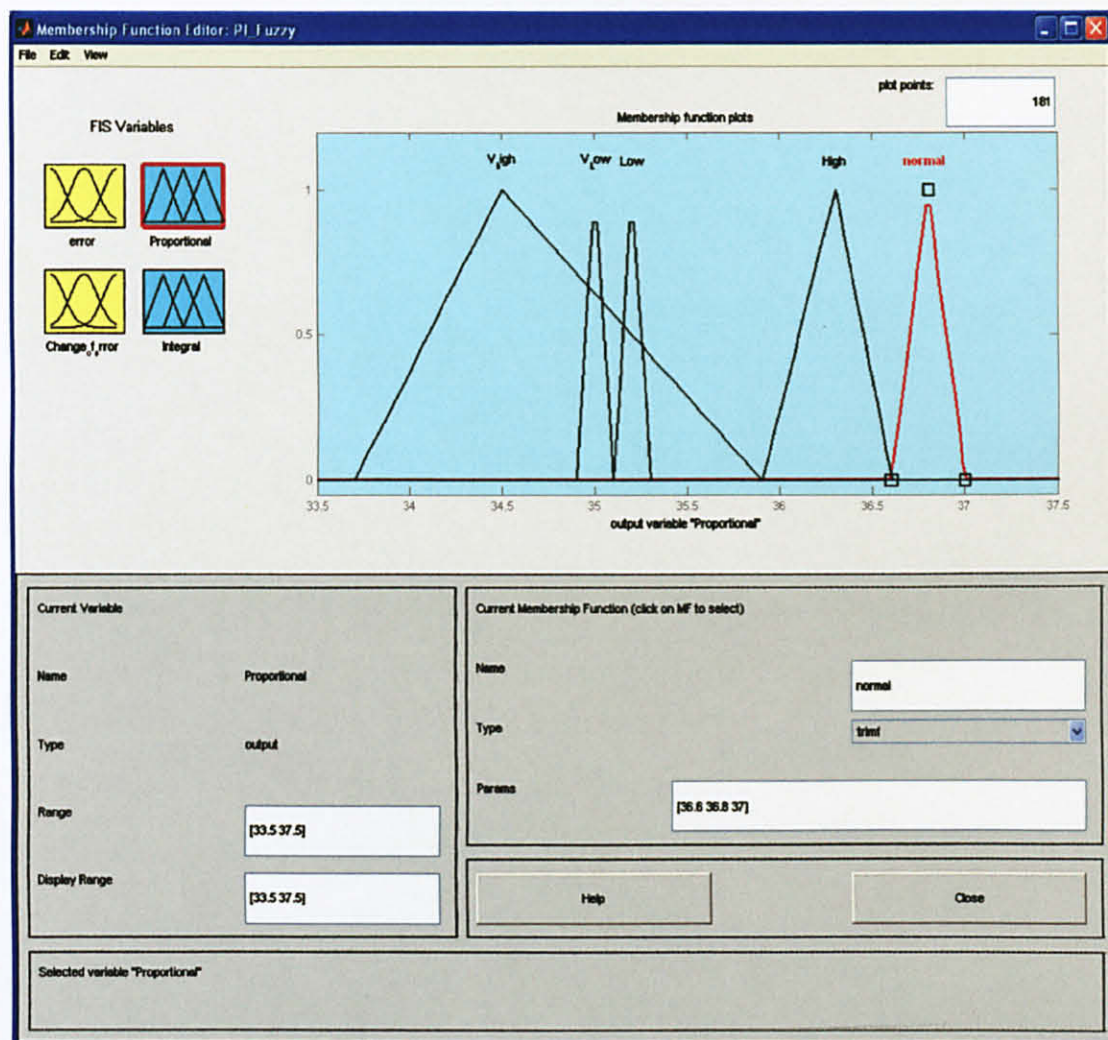 Membership Function Editor: PI_Fuzzy
File Edit View
plot points: 181
FIS Variables
Membership function plots
error
Proportional
Change_of_error
Integral
V_high V_Low Low High normal
1
0.5
0
33.5 34 34.5 35 35.5 36 36.5 37 37.5
output variable "Proportional"
Current Variable
Name Proportional
Type output
Range [33.5 37.5]
Display Range [33.5 37.5]
Current Membership Function (click on MF to select)
Name normal
Type trimf
Params [36.6 36.8 37]
Help Close
Selected variable "Proportional"